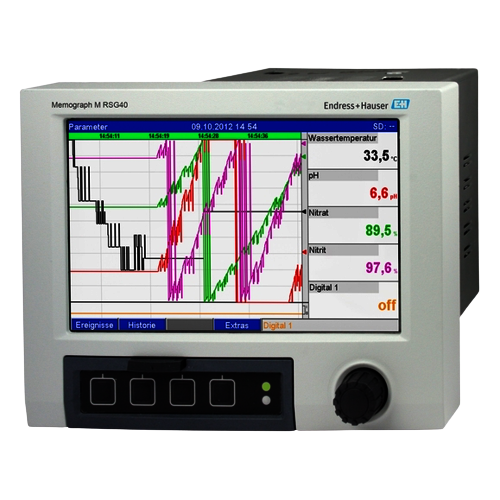 Memograph M RSG40
Endress+Hauser EH
Parameter 09.10.2012 14 54 SD: --
14:54:11 14:54:19 14:54:28 14:54:36
Wassertemperatur
33,5 °C
pH
6,6 pH
Nitrat
89,5 %
Nitrit
97,6 %
Digital 1
off
Ereignisse Historie Extras Digital 1